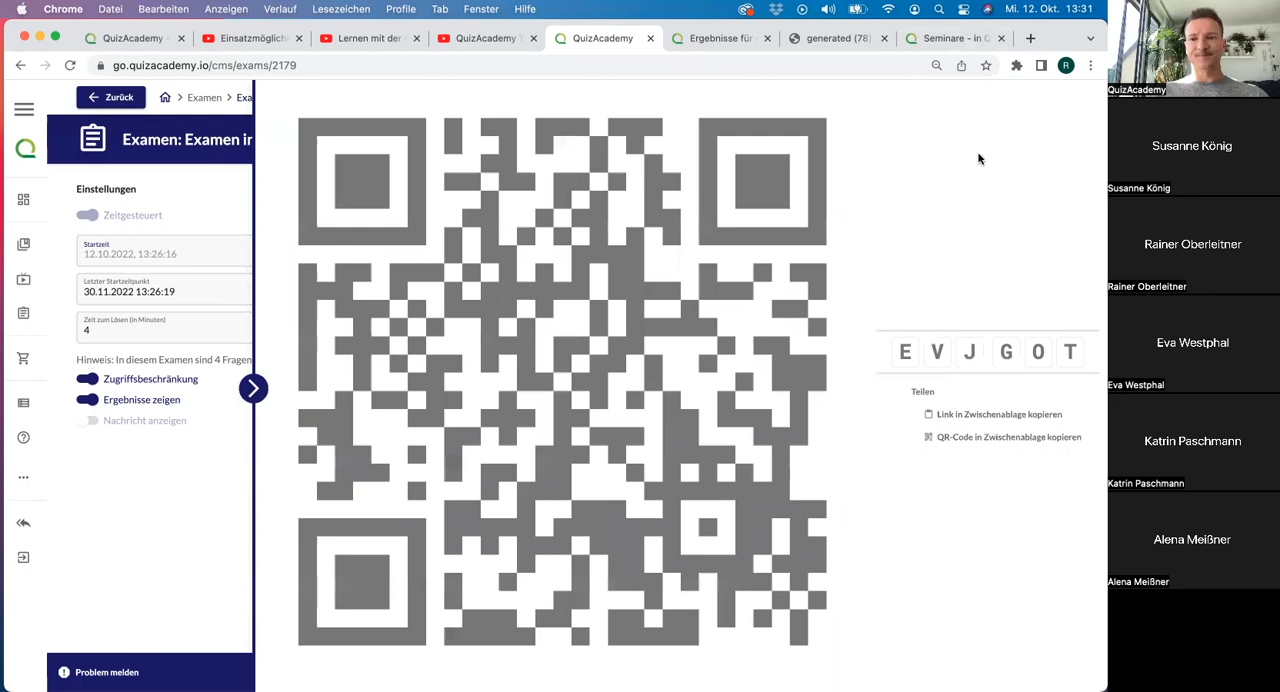 Chrome Datei Bearbeiten Anzeigen Verlauf Lesezeichen Profile Tab Fenster Hilfe Mi. 12. Okt. 13:31
QuizAcademy - Einsatzmöglich Lernen mit der QuizAcademy T QuizAcademy Ergebnisse für generated (78) Seminare - in Q
go.quizacademy.io/cms/exams/2179 R
Zurück Examen Exa
Examen: Examen in
Einstellungen
Zeitgesteuert
Startzeit
12.10.2022, 13:26:16
Letzter Startzeitpunkt
30.11.2022 13:26:19
Zeit zum Lösen (in Minuten)
4
Hinweis: In diesem Examen sind 4 Fragen
Zugriffsbeschränkung
Ergebnisse zeigen
Nachricht anzeigen
Problem melden
E V J G O T
Teilen
Link in Zwischenablage kopieren
QR-Code in Zwischenablage kopieren
QuizAcademy
Susanne König
Susanne König
Rainer Oberleitner
Rainer Oberleitner
Eva Westphal
Eva Westphal
Katrin Paschmann
Katrin Paschmann
Alena Meißner
Alena Meißner